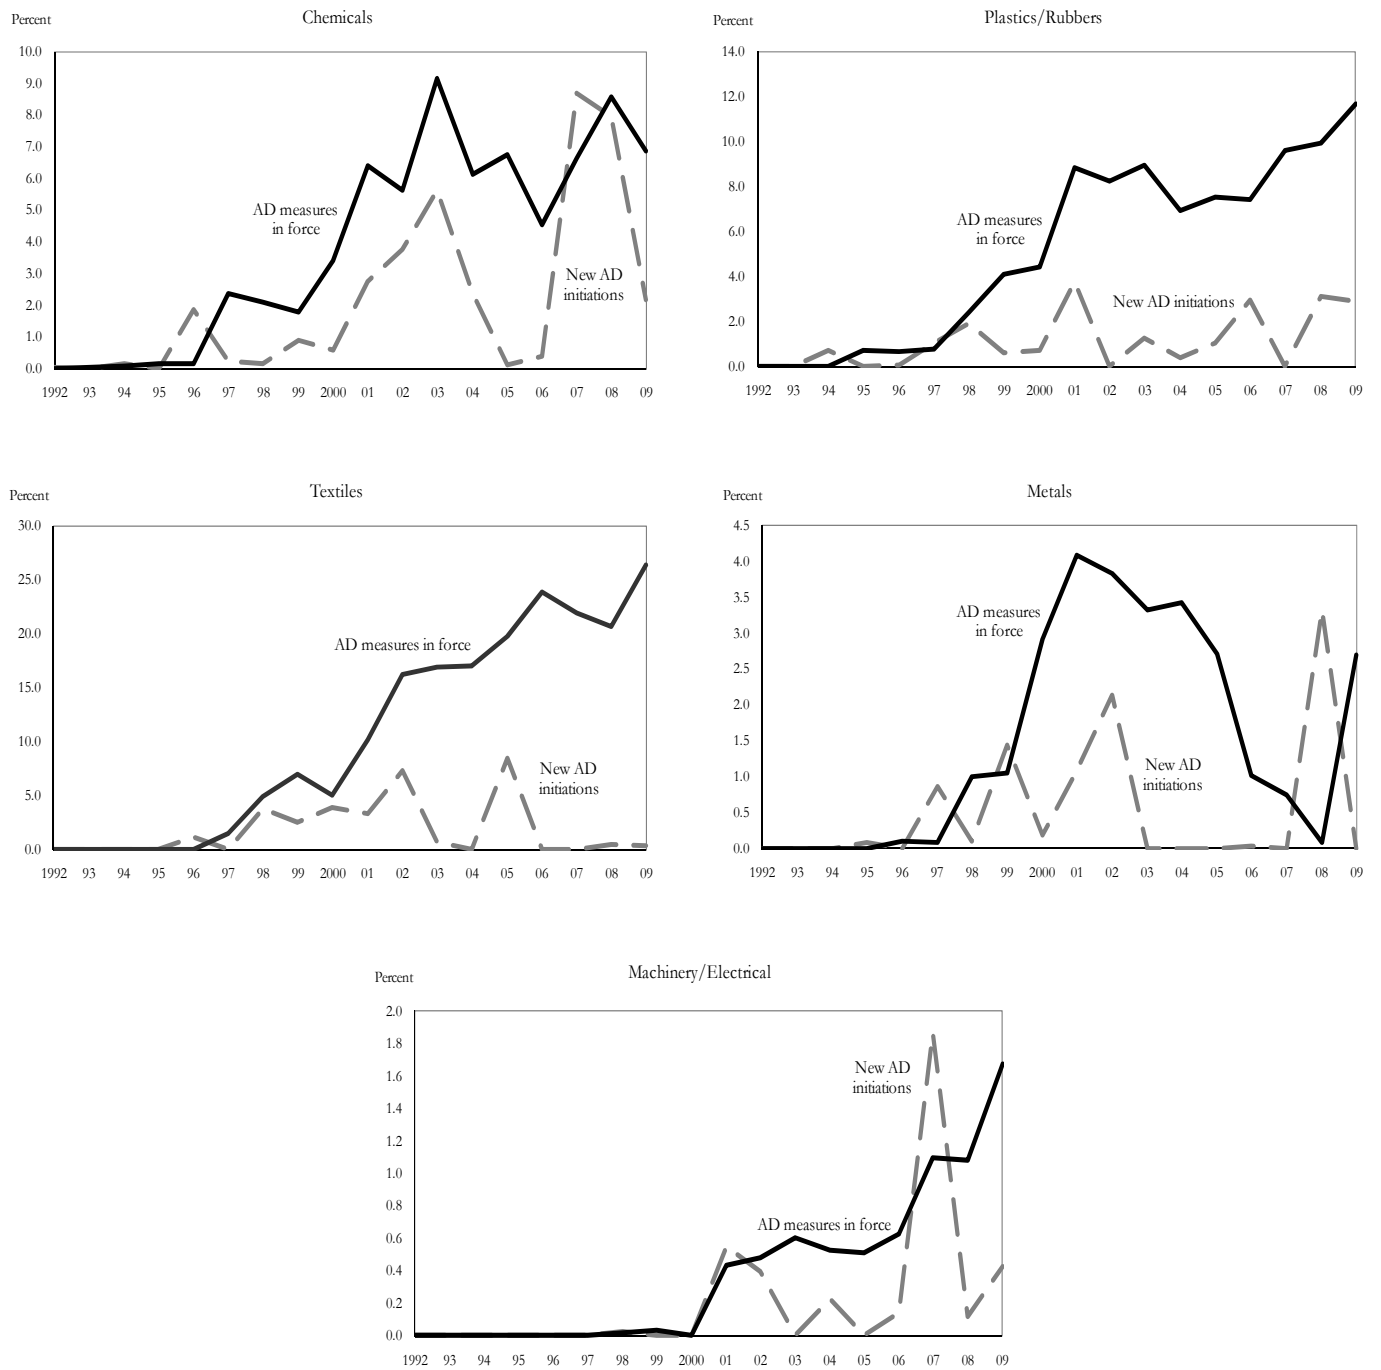 Chemicals
Percent
10.0
9.0
8.0
7.0
6.0
5.0
4.0
3.0
2.0
1.0
0.0
AD measures
in force
New AD
initiations
1992 93 94 95 96 97 98 99 2000 01 02 03 04 05 06 07 08 09
Plastics/Rubbers
Percent
14.0
12.0
10.0
8.0
6.0
4.0
2.0
0.0
AD measures
in force
New AD initiations
1992 93 94 95 96 97 98 99 2000 01 02 03 04 05 06 07 08 09
Textiles
Percent
30.0
25.0
20.0
15.0
10.0
5.0
0.0
AD measures in force
New AD
initiations
1992 93 94 95 96 97 98 99 2000 01 02 03 04 05 06 07 08 09
Metals
Percent
4.5
4.0
3.5
3.0
2.5
2.0
1.5
1.0
0.5
0.0
AD measures
in force
New AD
initiations
1992 93 94 95 96 97 98 99 2000 01 02 03 04 05 06 07 08 09
Machinery/Electrical
Percent
2.0
1.8
1.6
1.4
1.2
1.0
0.8
0.6
0.4
0.2
0.0
New AD
initiations
AD measures in force
1992 93 94 95 96 97 98 99 2000 01 02 03 04 05 06 07 08 09